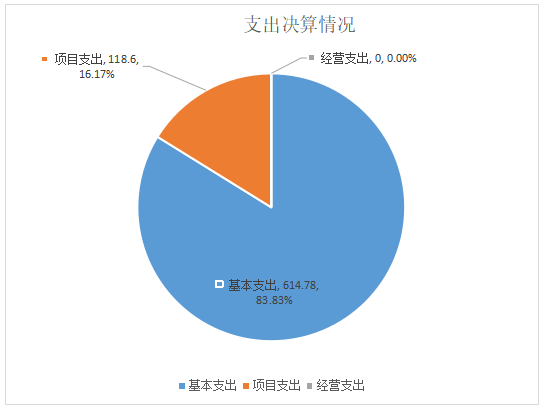 支出决算情况
项目支出, 118.6,
16.17%
经营支出, 0, 0.00%
基本支出, 614.78,
83.83%
基本支出 项目支出 经营支出